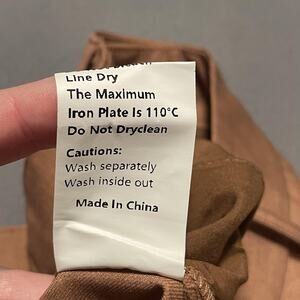 Line Dry
The Maximum
Iron Plate Is 110°C
Do Not Dryclean
Cautions:
Wash separately
Wash inside out
Made In China